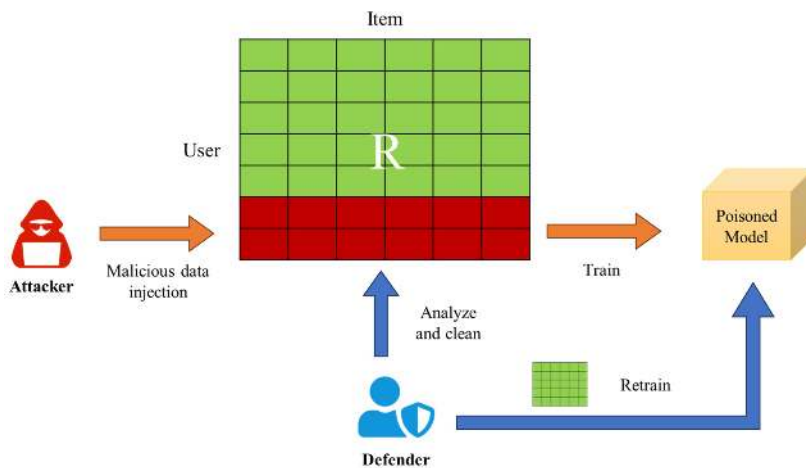 Item
User
R
Attacker
Malicious data
injection
Train
Poisoned
Model
Analyze
and clean
Retrain
Defender